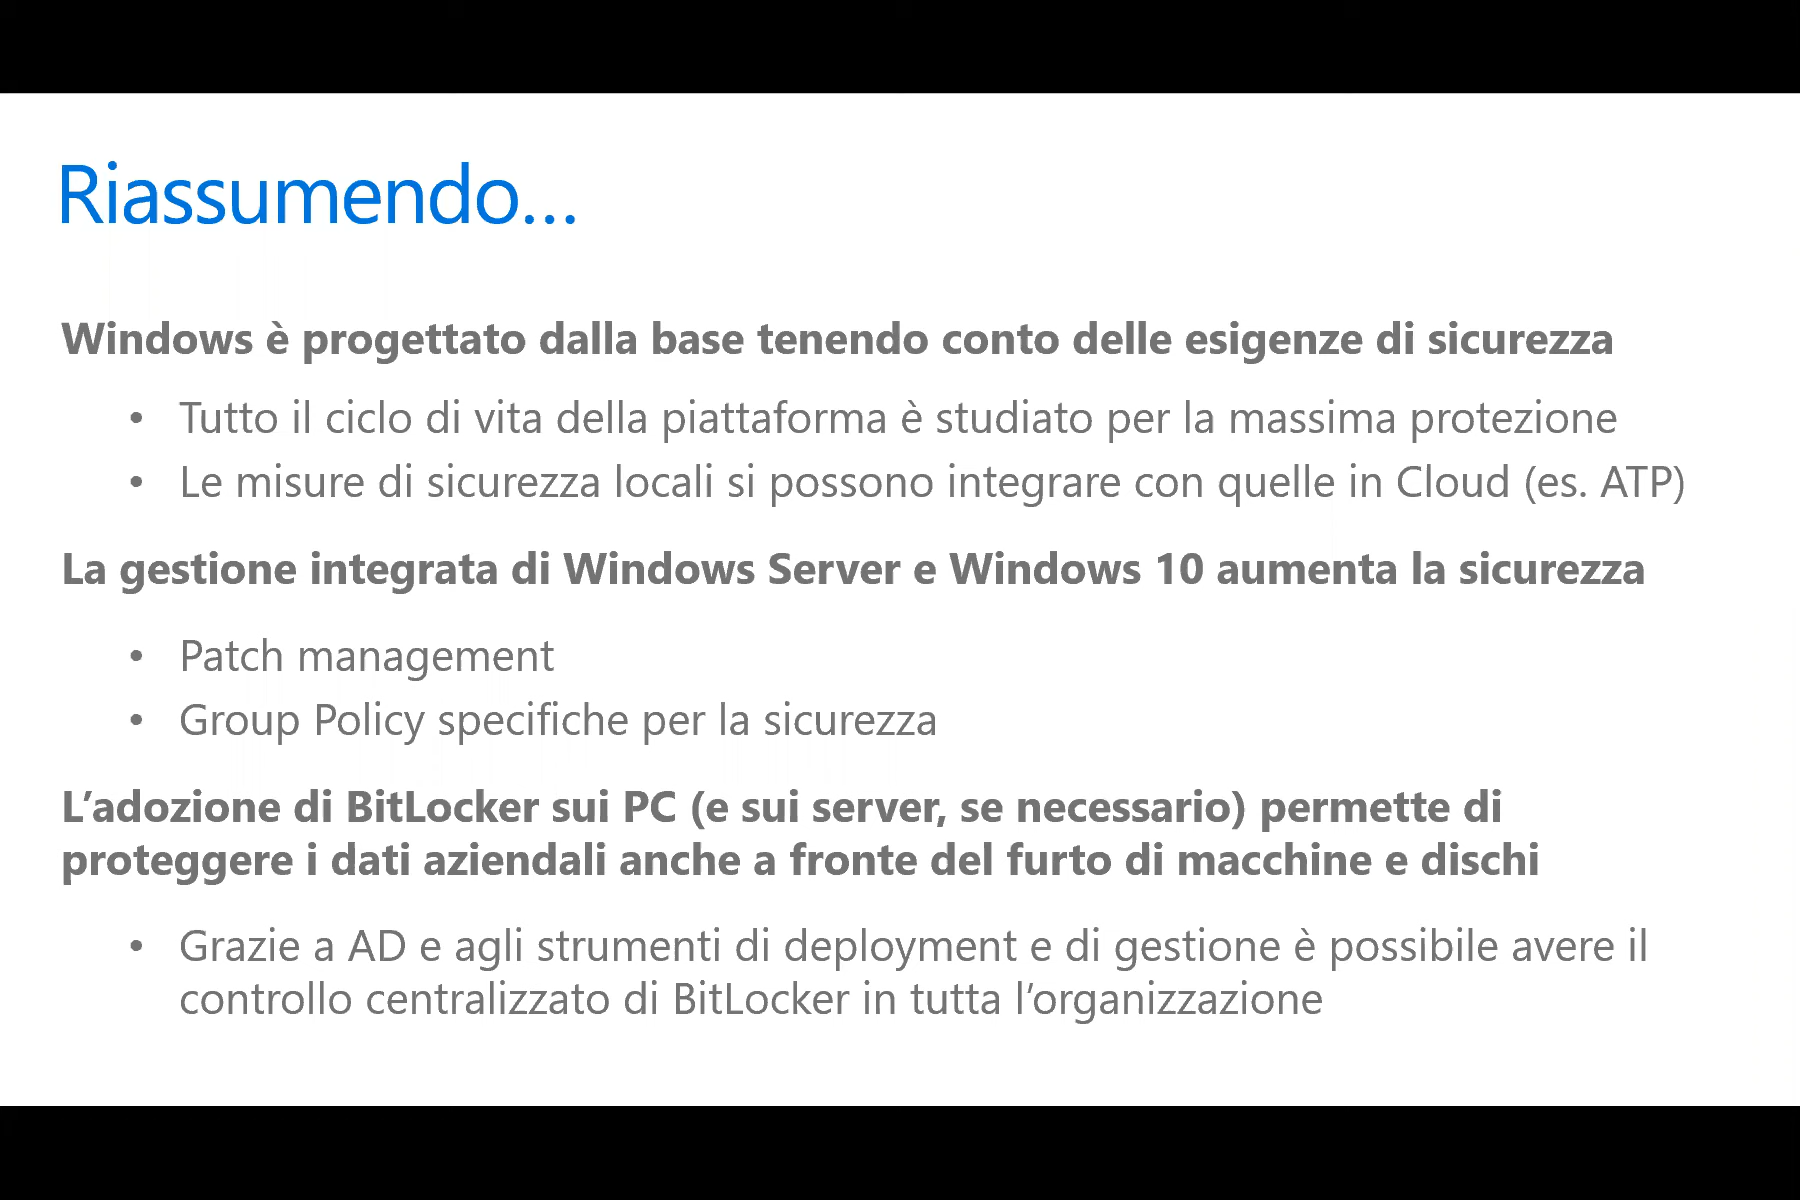 Riassumendo...
Windows è progettato dalla base tenendo conto delle esigenze di sicurezza
• Tutto il ciclo di vita della piattaforma è studiato per la massima protezione
• Le misure di sicurezza locali si possono integrare con quelle in Cloud (es. ATP)
La gestione integrata di Windows Server e Windows 10 aumenta la sicurezza
• Patch management
• Group Policy specifiche per la sicurezza
L’adozione di BitLocker sui PC (e sui server, se necessario) permette di
proteggere i dati aziendali anche a fronte del furto di macchine e dischi
• Grazie a AD e agli strumenti di deployment e di gestione è possibile avere il
controllo centralizzato di BitLocker in tutta l’organizzazione